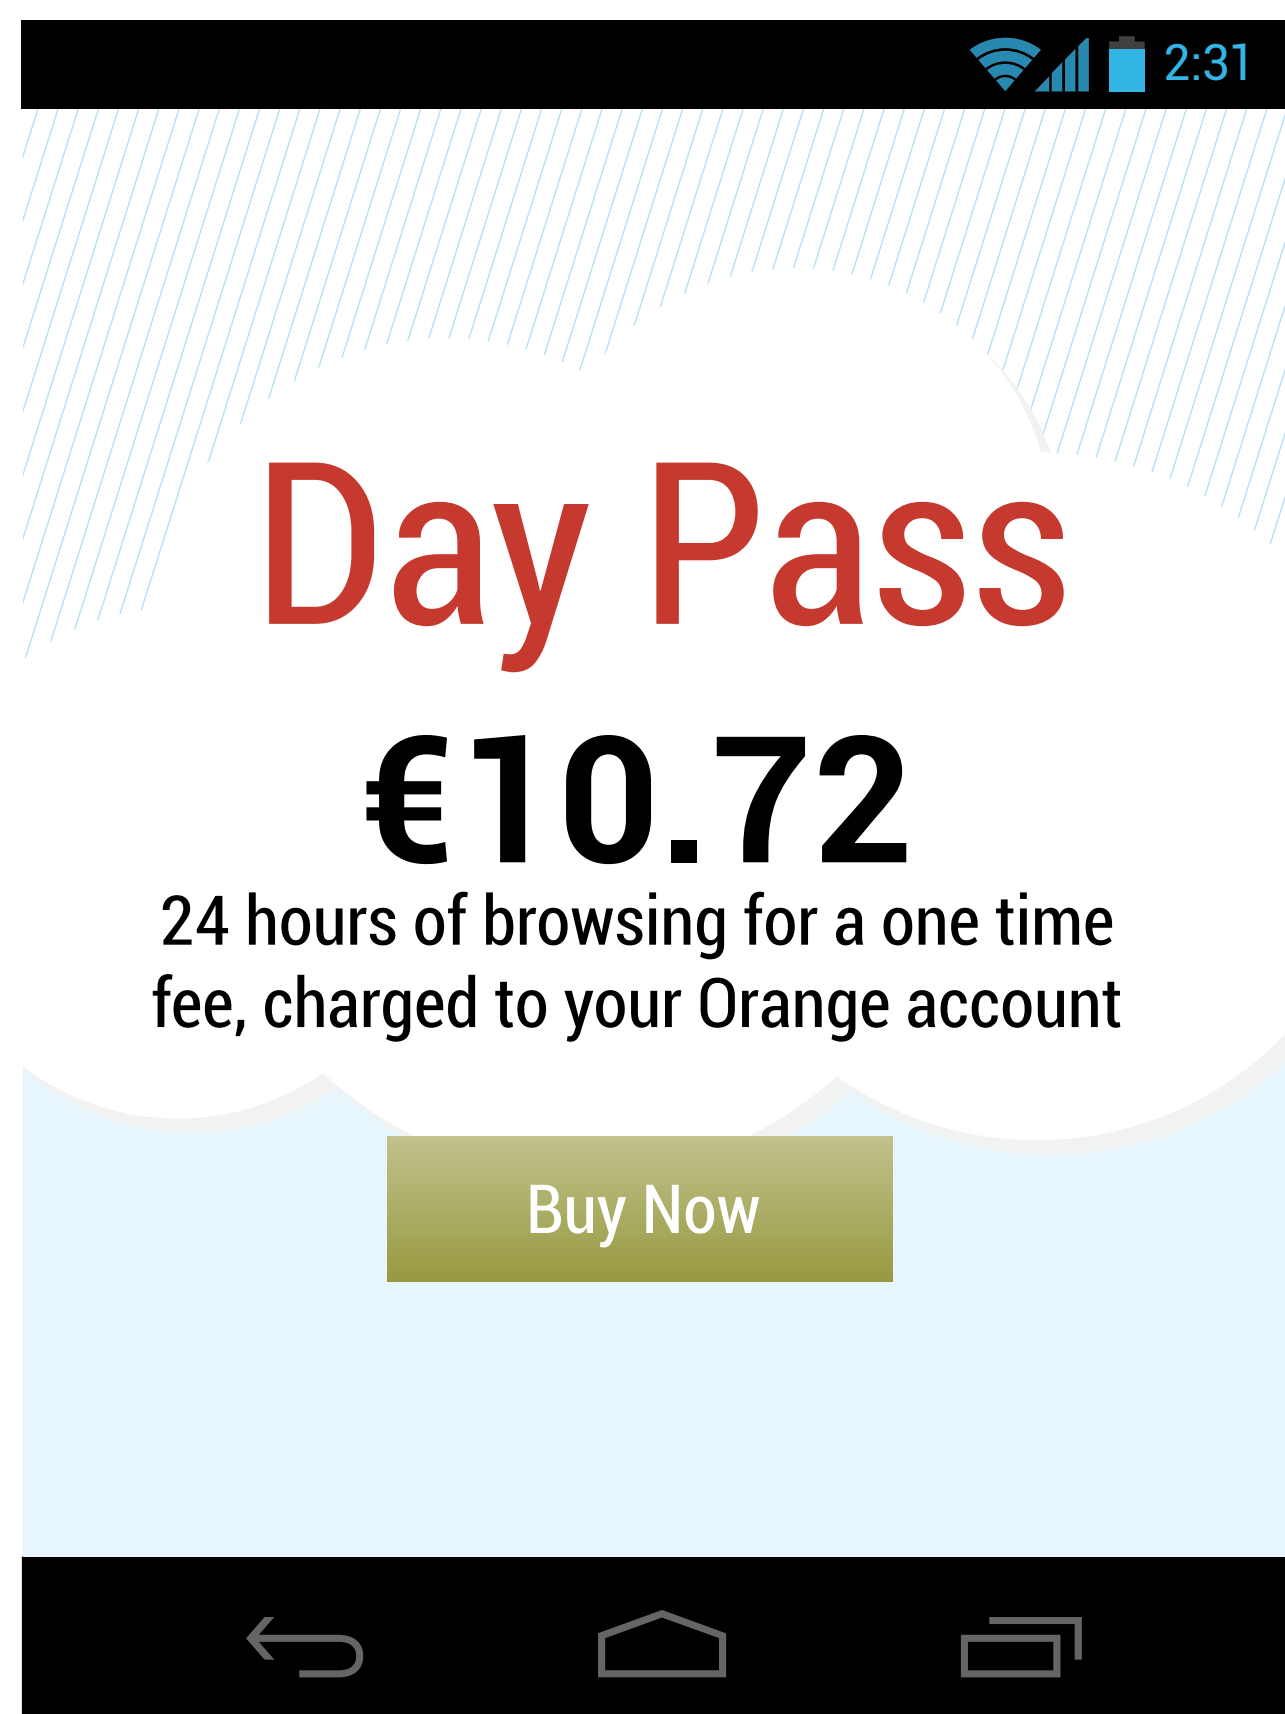 2:31
Day Pass
€10.72
24 hours of browsing for a one time
fee, charged to your Orange account
Buy Now